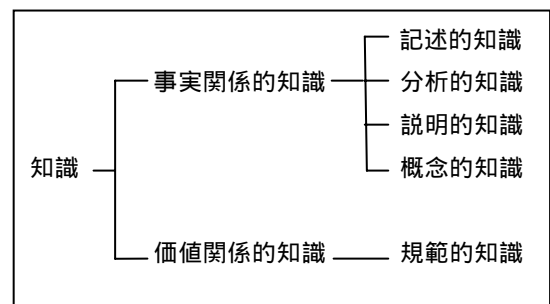 知識
事実関係的知識
記述的知識
分析的知識
説明的知識
概念的知識
価値関係的知識
規範的知識